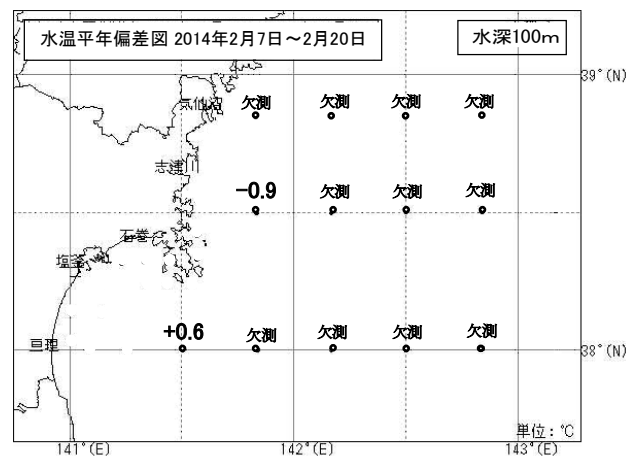 水温平年偏差図 2014年2月7日～2月20日
水深100m
39°(N)
気仙沼 欠測 欠測 欠測 欠測
志津川
-0.9 欠測 欠測 欠測
石巻
塩釜
+0.6 欠測 欠測 欠測 欠測
亘理
38°(N)
単位：℃
141°(E) 142°(E) 143°(E)